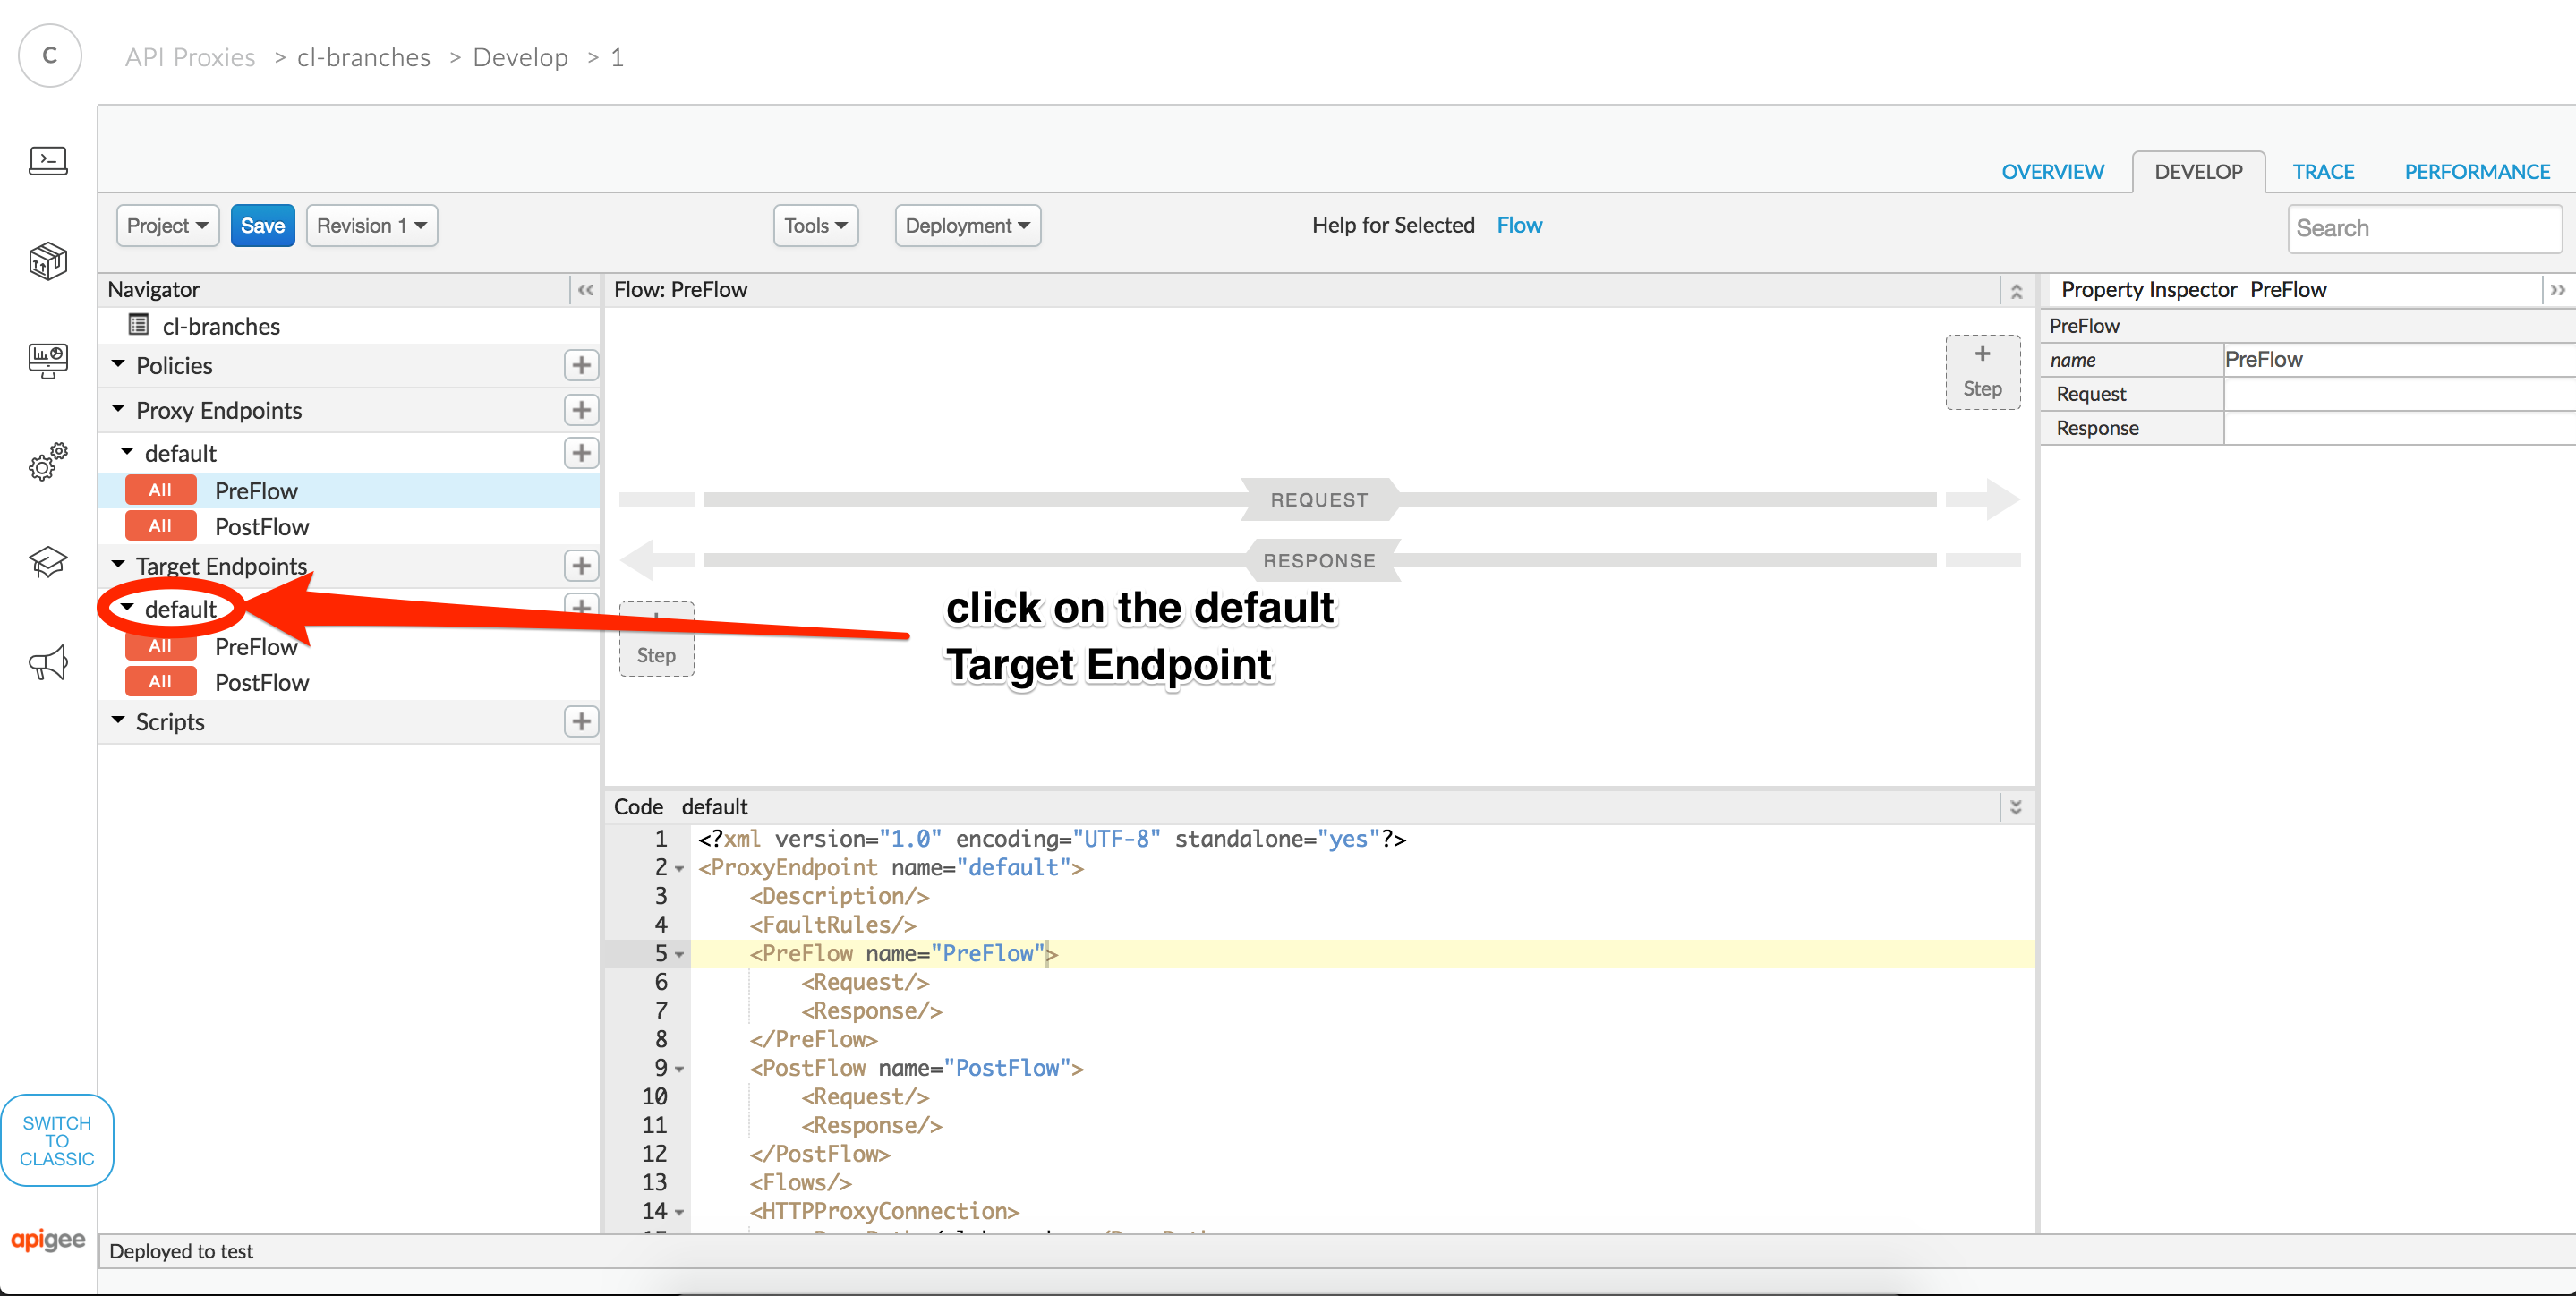 C
API Proxies > cl-branches > Develop > 1
OVERVIEW DEVELOP TRACE PERFORMANCE
Project Save Revision 1 Tools Deployment Help for Selected Flow Search
Navigator
cl-branches
Policies
Proxy Endpoints
default
All PreFlow
All PostFlow
Target Endpoints
default
All PreFlow
All PostFlow
Scripts
Flow: PreFlow
+
Step
REQUEST
RESPONSE
Step
click on the default
Target Endpoint
Property Inspector PreFlow
PreFlow
name PreFlow
Request
Response
Code default
1 <?xml version="1.0" encoding="UTF-8" standalone="yes"?>
2 <ProxyEndpoint name="default">
3 <Description/>
4 <FaultRules/>
5 <PreFlow name="PreFlow">
6 <Request/>
7 <Response/>
8 </PreFlow>
9 <PostFlow name="PostFlow">
10 <Request/>
11 <Response/>
12 </PostFlow>
13 <Flows/>
14 <HTTPProxyConnection>
SWITCH
TO
CLASSIC
apigee
Deployed to test